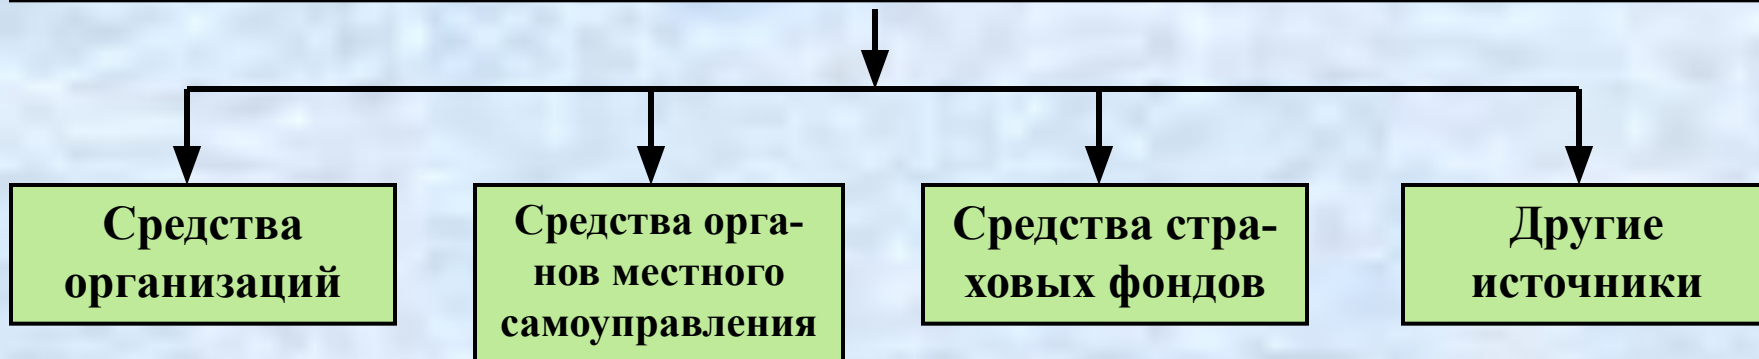 Средства
организаций
Средства орга-
нов местного
самоуправления
Средства стра-
ховых фондов
Другие
источники